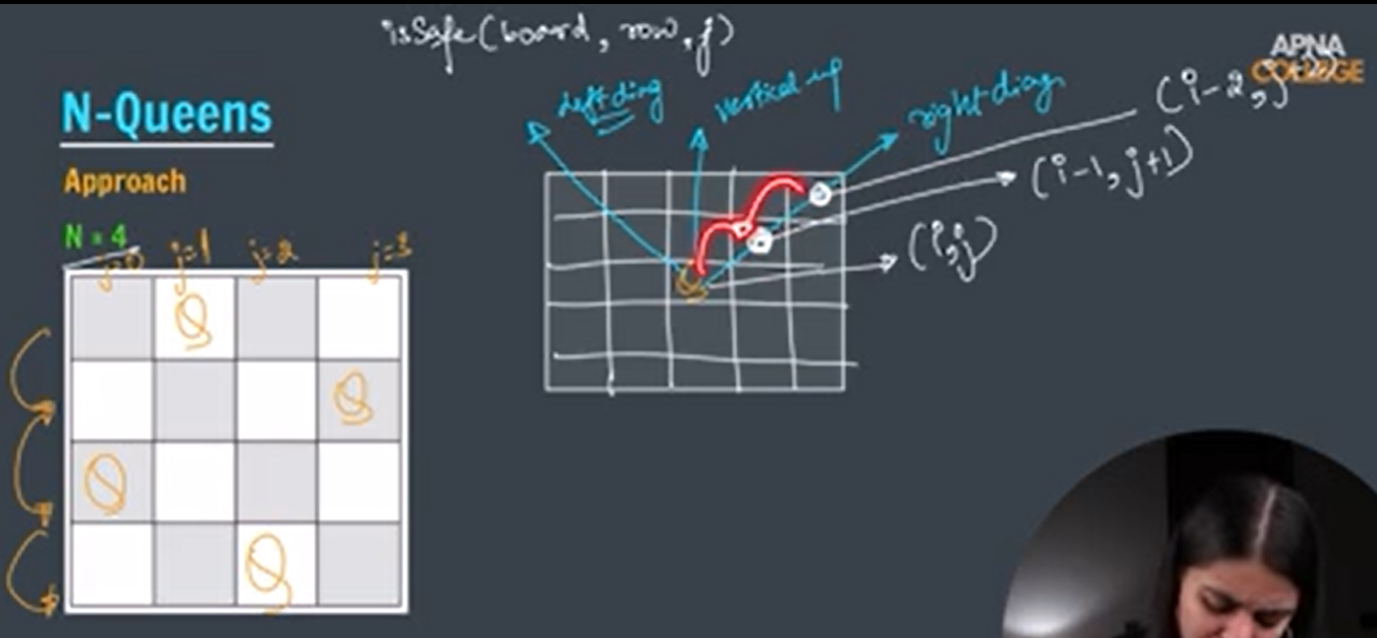 isSafe(board, row, j)
APNA
COLLEGE
N-Queens
Approach
N = 4
j=0 j=1 j=2 j=3
Q
Q
Q
Q
left diag
vertical up
right diag
(i-2, j+2)
(i-1, j+1)
(i,j)
Q